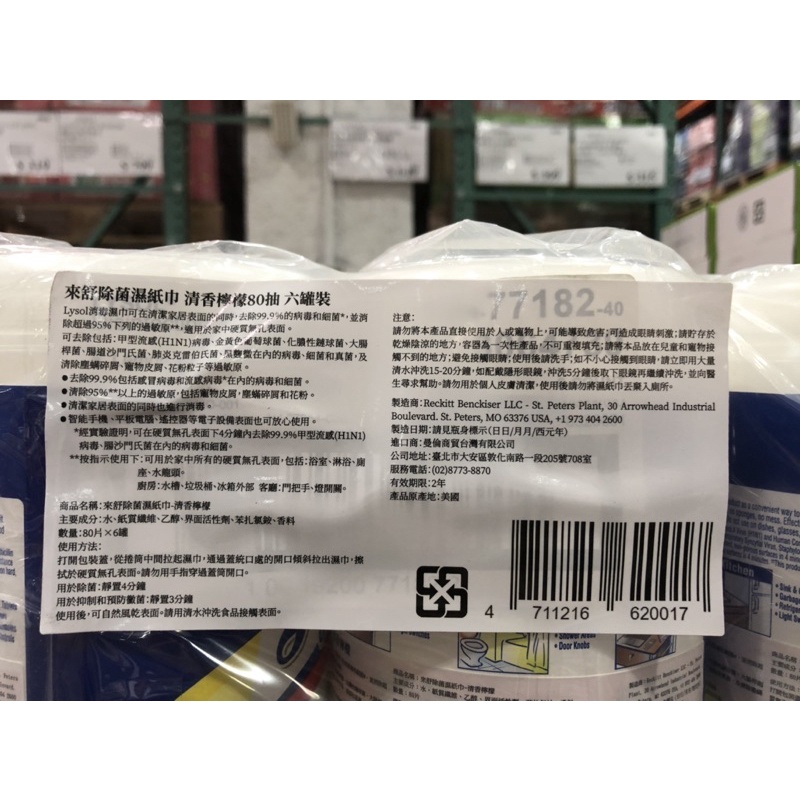 來舒除菌濕紙巾 清香檸檬80抽 六罐裝
Lysol消毒濕巾可在清潔家居表面的同時,去除99.9%的病毒和細菌*,並消
除超過95%下列的過敏原**,適用於家中硬質無孔表面。
可去除包括:甲型流感(H1N1)病毒、金黃色葡萄球菌、化膿性鏈球菌、大腸
桿菌、腸道沙門氏菌、肺炎克雷伯氏菌、在內的病毒、細菌和真菌,及
清除塵蟎碎屑、寵物皮屑、花粉粒子等過敏原。
●去除99.9%包括感冒病毒和流感病毒*在內的病毒和細菌。
●清除95%**以上的過敏原,包括寵物皮屑,塵蟎碎屑和花粉。
●清潔家居表面的同時也進行消毒。
●智能手機、平板電腦、遙控器等電子設備表面也可放心使用。
*經實驗證明,可在硬質無孔表面下4分鐘內去除99.9%甲型流感(H1N1)
病毒、腸沙門氏菌在內的病毒和細菌。
**按指示使用下:可用於家中所有的硬質無孔表面,包括:浴室、淋浴、廁
座、水龍頭。
廚房:水槽、垃圾桶、冰箱外部 客廳:門把手、燈開關。
商品名稱:來舒除菌濕紙巾-清香檸檬
主要成分:水、紙質纖維、乙醇、界面活性劑、苯扎氯銨、香料
數量:80片×6罐
使用方法:
打開包裝蓋,從捲筒中間拉起濕巾,通過蓋統口處的開口傾斜拉出濕巾,擦
拭於硬質無孔表面。請勿用手指穿過蓋筒開口。
用於除菌:靜置4分鐘
用於抑制和預防黴菌:靜置3分鐘
使用後,可自然風乾表面。請用清水沖洗食品接觸表面。
77182-40
注意:
請勿將本產品直接使用於人或寵物上,可能導致危害;可造成眼睛刺激;請貯存於
乾燥陰涼的地方,容器為一次性產品,不可重複填充;請將本品放在兒童和寵物接
觸不到的地方;避免接觸眼睛;使用後請洗手;如不小心接觸到眼睛,請立即用大量
清水沖洗15-20分鐘,如配戴隱形眼鏡,沖洗5分鐘後取下眼鏡再繼續沖洗,並向醫
生尋求幫助。請勿用於個人皮膚清潔,使用後請勿將濕紙巾丟棄入廁所。
製造商:Reckitt Benckiser LLC - St. Peters Plant, 30 Arrowhead Industrial
Boulevard. St. Peters, MO 63376 USA, +1 973 404 2600
製造日期:請見瓶身標示(日日/月月/西元年)
進口商:曼倫商貿台灣有限公司
公司地址:臺北市大安區敦化南路一段205號708室
服務電話:(02)8773-8870
有效期限:2年
產品原產地:美國
4 711216 620017
• Shower Areas
• Door Knobs